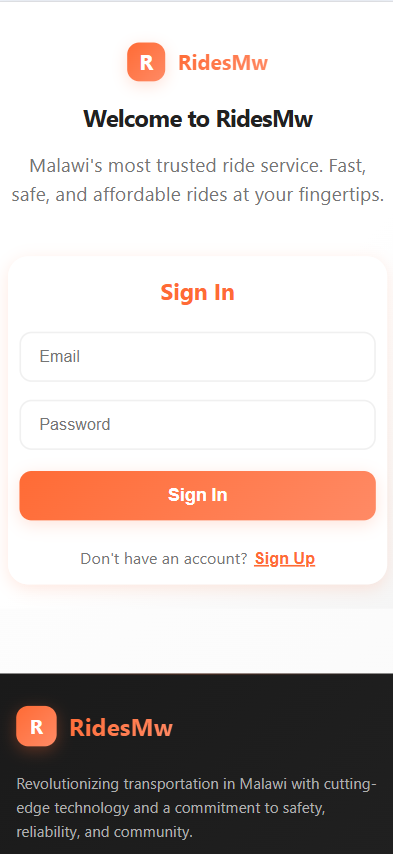 R RidesMw
Welcome to RidesMw
Malawi's most trusted ride service. Fast,
safe, and affordable rides at your fingertips.
Sign In
Email
Password
Sign In
Don't have an account? Sign Up
R RidesMw
Revolutionizing transportation in Malawi with cutting-
edge technology and a commitment to safety,
reliability, and community.